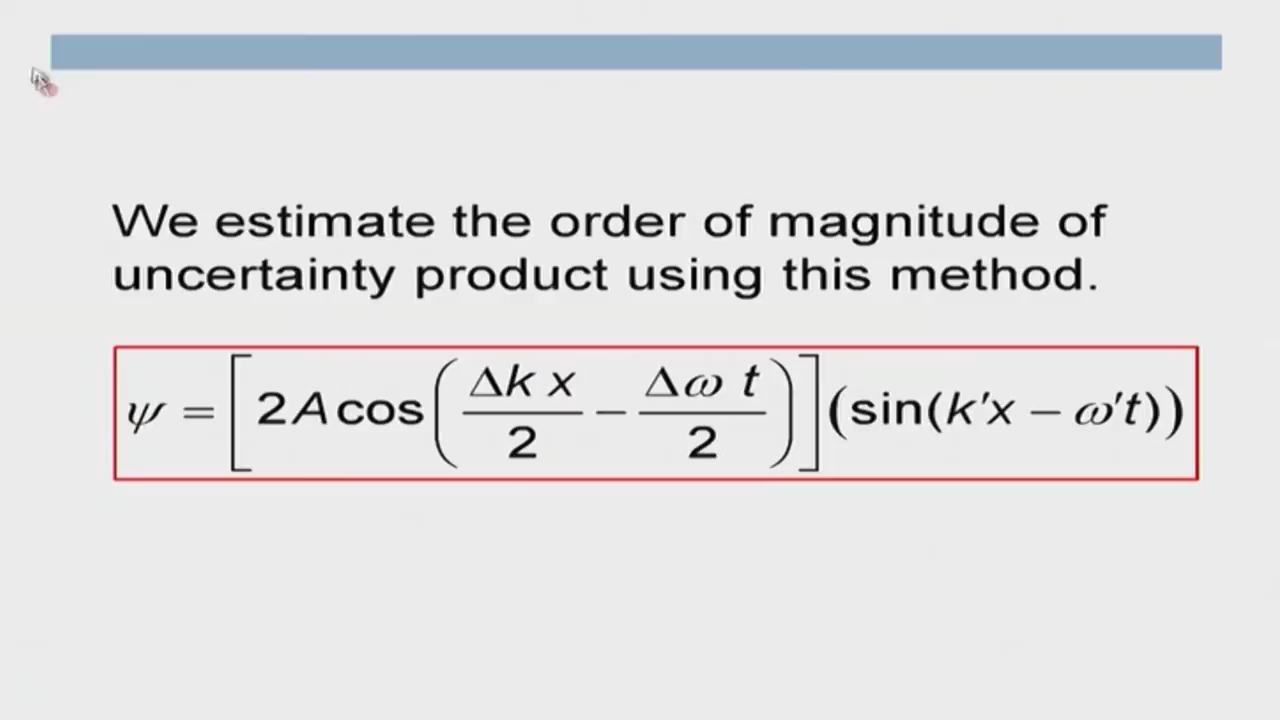 We estimate the order of magnitude of
uncertainty product using this method.
ψ = [2A cos(Δk x/2 − Δω t/2)](sin(k′x − ω′t))